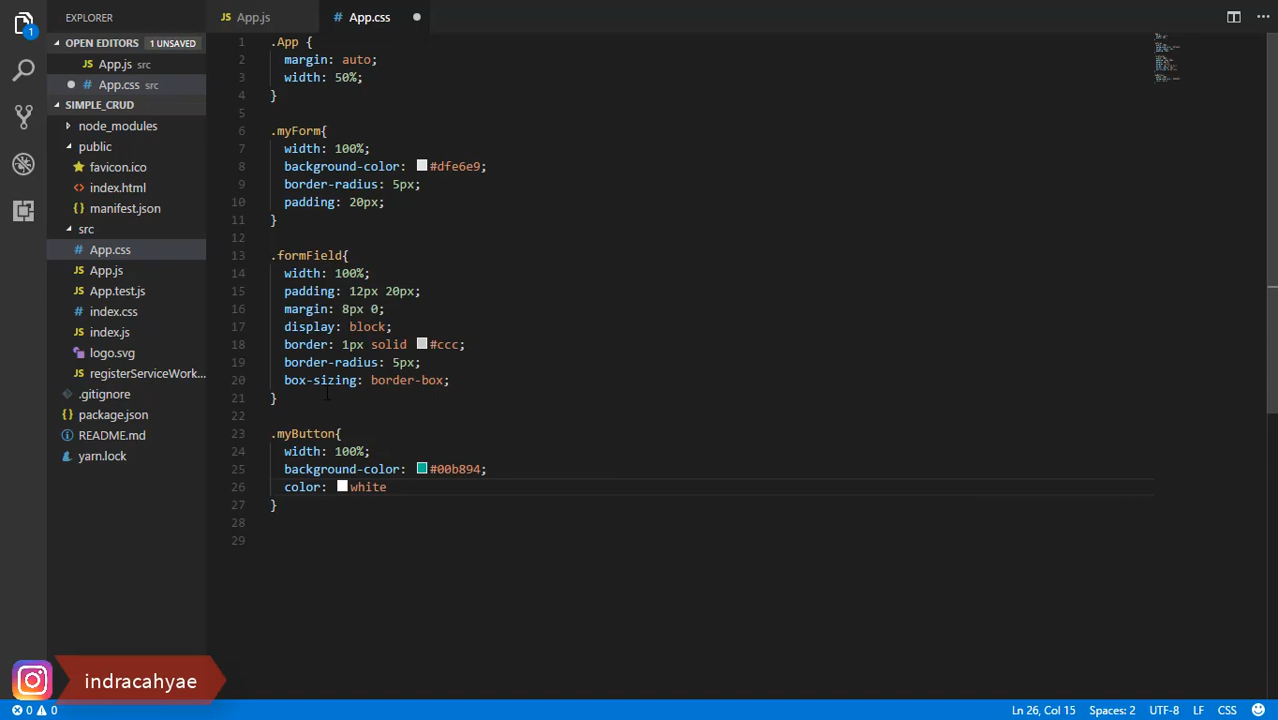 EXPLORER
JS App.js
# App.css
1
OPEN EDITORS 1 UNSAVED
JS App.js src
# App.css src
SIMPLE_CRUD
node_modules
public
favicon.ico
<> index.html
{} manifest.json
src
# App.css
JS App.js
JS App.test.js
# index.css
JS index.js
logo.svg
JS registerServiceWork...
.gitignore
{} package.json
README.md
yarn.lock
1 .App {
2 margin: auto;
3 width: 50%;
4 }
5
6 .myForm{
7 width: 100%;
8 background-color: #dfe6e9;
9 border-radius: 5px;
10 padding: 20px;
11 }
12
13 .formField{
14 width: 100%;
15 padding: 12px 20px;
16 margin: 8px 0;
17 display: block;
18 border: 1px solid #ccc;
19 border-radius: 5px;
20 box-sizing: border-box;
21 }
22
23 .myButton{
24 width: 100%;
25 background-color: #00b894;
26 color: white
27 }
28
29
indracahyae
0 0
Ln 26, Col 15
Spaces: 2
UTF-8
LF
CSS